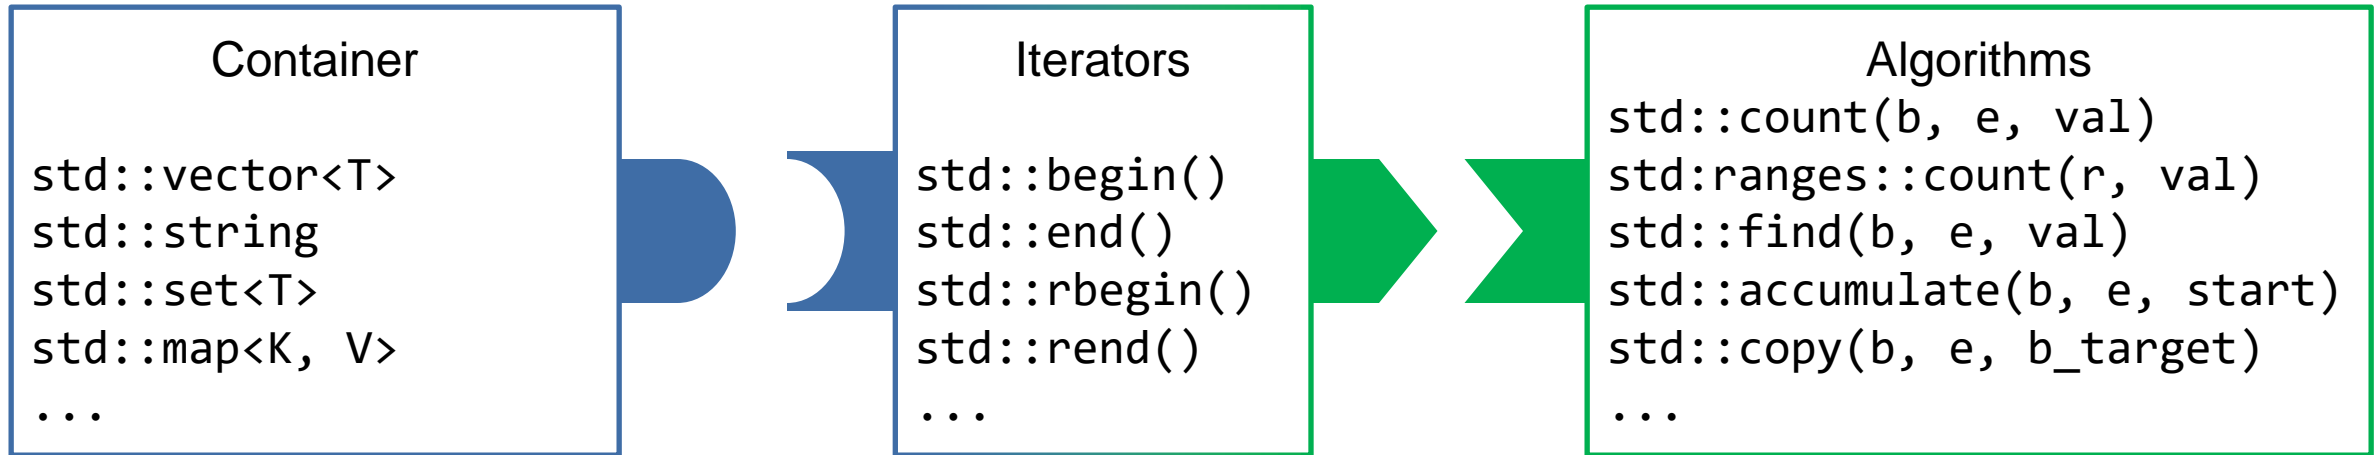 Container
std::vector<T>
std::string
std::set<T>
std::map<K, V>
...
Iterators
std::begin()
std::end()
std::rbegin()
std::rend()
...
Algorithms
std::count(b, e, val)
std:ranges::count(r, val)
std::find(b, e, val)
std::accumulate(b, e, start)
std::copy(b, e, b_target)
...